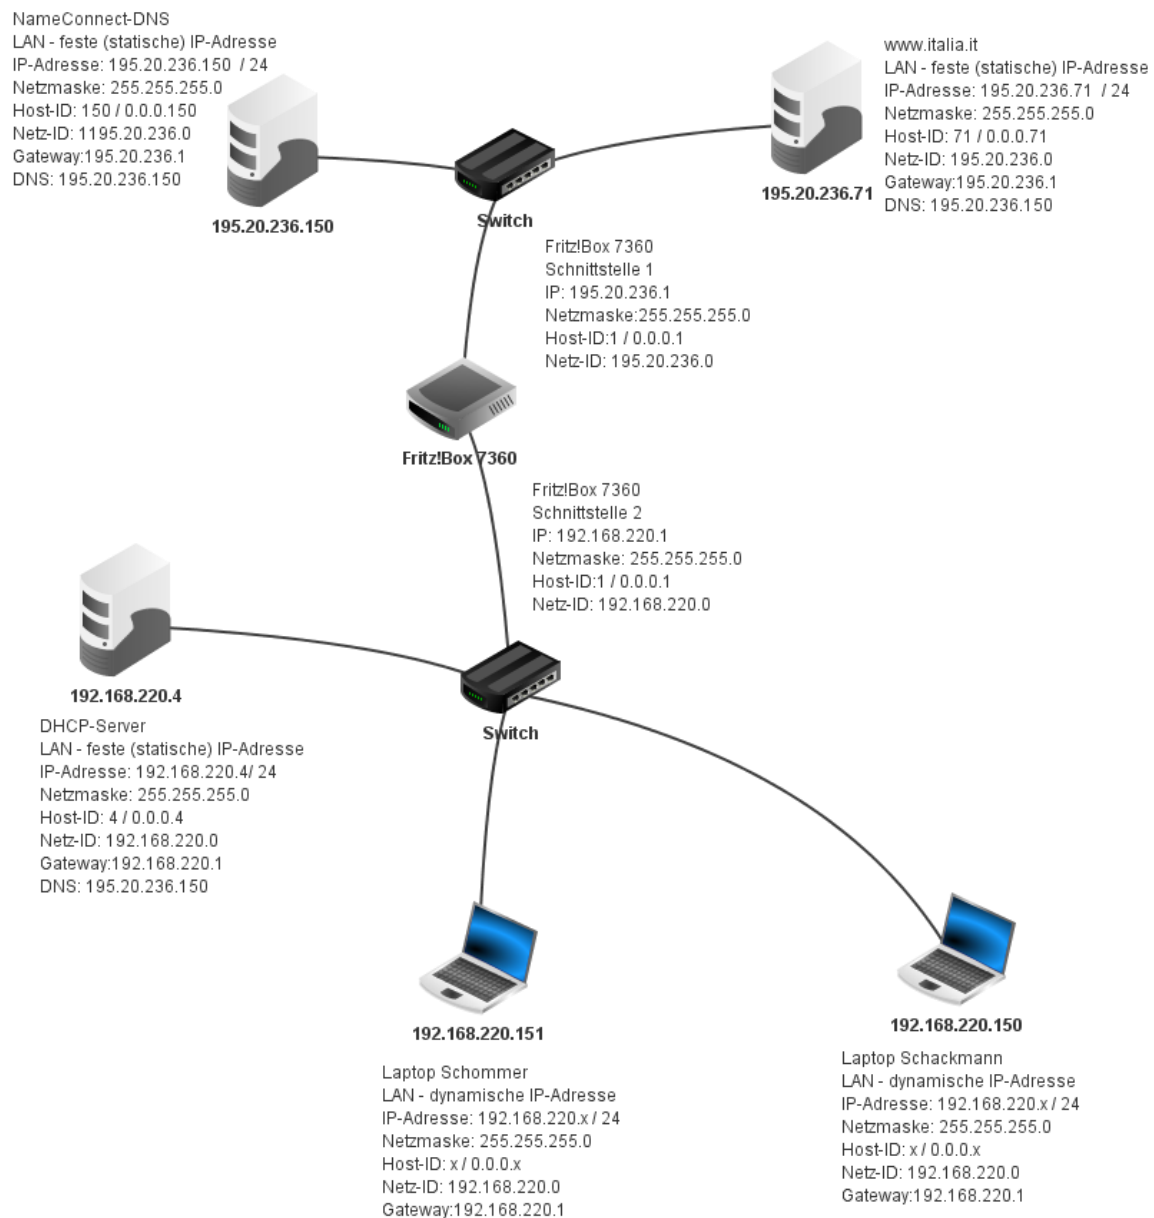 NameConnect-DNS
LAN - feste (statische) IP-Adresse
IP-Adresse: 195.20.236.150 / 24
Netzmaske: 255.255.255.0
Host-ID: 150 / 0.0.0.150
Netz-ID: 1195.20.236.0
Gateway:195.20.236.1
DNS: 195.20.236.150
195.20.236.150
Switch
www.italia.it
LAN - feste (statische) IP-Adresse
IP-Adresse: 195.20.236.71 / 24
Netzmaske: 255.255.255.0
Host-ID: 71 / 0.0.0.71
Netz-ID: 195.20.236.0
Gateway:195.20.236.1
DNS: 195.20.236.150
195.20.236.71
Fritz!Box 7360
Schnittstelle 1
IP: 195.20.236.1
Netzmaske:255.255.255.0
Host-ID:1 / 0.0.0.1
Netz-ID: 195.20.236.0
Fritz!Box 7360
Fritz!Box 7360
Schnittstelle 2
IP: 192.168.220.1
Netzmaske: 255.255.255.0
Host-ID:1 / 0.0.0.1
Netz-ID: 192.168.220.0
192.168.220.4
DHCP-Server
LAN - feste (statische) IP-Adresse
IP-Adresse: 192.168.220.4/ 24
Netzmaske: 255.255.255.0
Host-ID: 4 / 0.0.0.4
Netz-ID: 192.168.220.0
Gateway:192.168.220.1
DNS: 195.20.236.150
Switch
192.168.220.151
Laptop Schommer
LAN - dynamische IP-Adresse
IP-Adresse: 192.168.220.x / 24
Netzmaske: 255.255.255.0
Host-ID: x / 0.0.0.x
Netz-ID: 192.168.220.0
Gateway:192.168.220.1
192.168.220.150
Laptop Schackmann
LAN - dynamische IP-Adresse
IP-Adresse: 192.168.220.x / 24
Netzmaske: 255.255.255.0
Host-ID: x / 0.0.0.x
Netz-ID: 192.168.220.0
Gateway:192.168.220.1